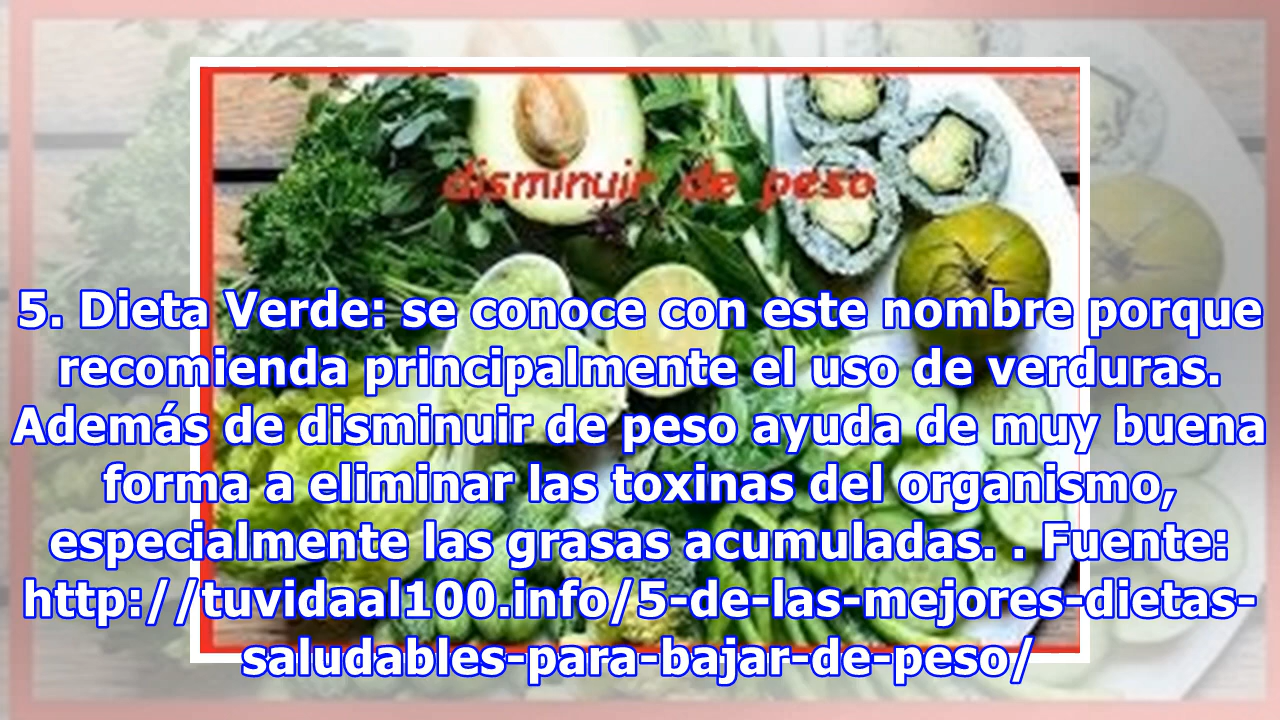 disminuir de peso
5. Dieta Verde: se conoce con este nombre porque
recomienda principalmente el uso de verduras.
Además de disminuir de peso ayuda de muy buena
forma a eliminar las toxinas del organismo,
especialmente las grasas acumuladas. . Fuente:
http://tuvidaal100.info/5-de-las-mejores-dietas-
saludables-para-bajar-de-peso/